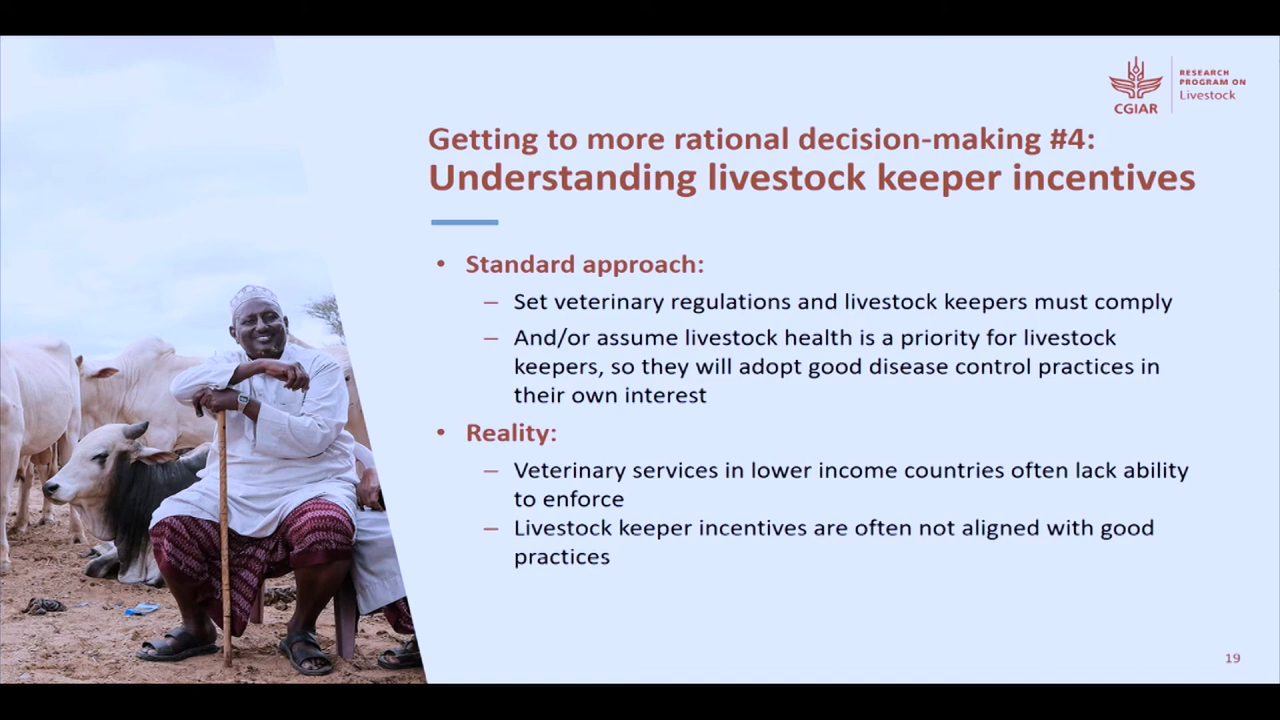 CGIAR
RESEARCH
PROGRAM ON
Livestock
Getting to more rational decision-making #4:
Understanding livestock keeper incentives
• Standard approach:
– Set veterinary regulations and livestock keepers must comply
– And/or assume livestock health is a priority for livestock
keepers, so they will adopt good disease control practices in
their own interest
• Reality:
– Veterinary services in lower income countries often lack ability
to enforce
– Livestock keeper incentives are often not aligned with good
practices
19